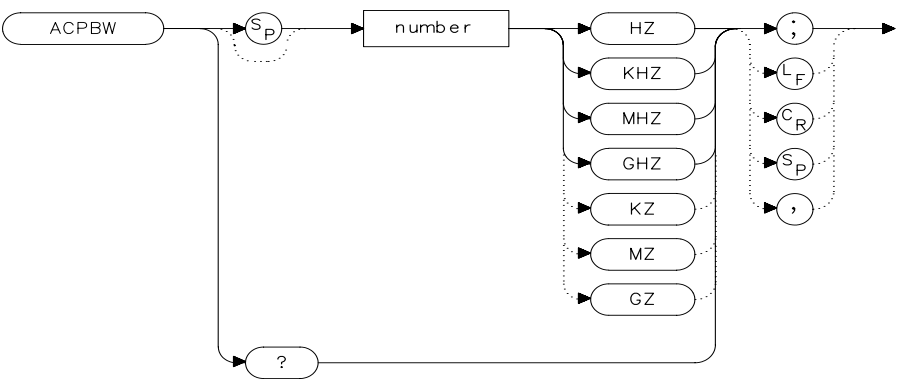 ACPBW SP number HZ ;
KHZ LF
MHZ CR
GHZ SP
KZ ,
MZ
GZ
?